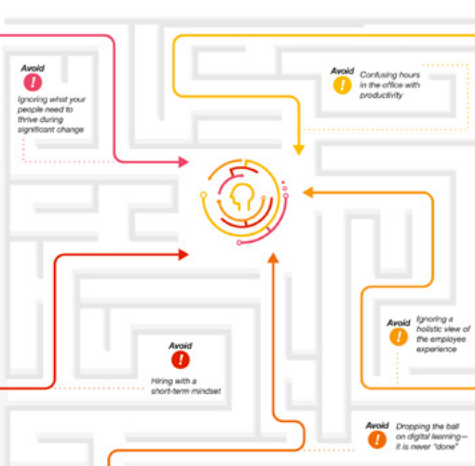 Avoid
!
Ignoring what your
people need to
thrive during
significant change
Avoid
!
Confusing hours
in the office with
productivity
Avoid
!
Ignoring a
holistic view of
the employee
experience
Avoid
!
Hiring with a
short-term mindset
Avoid
!
Dropping the ball
on digital learning—
it is never "done"